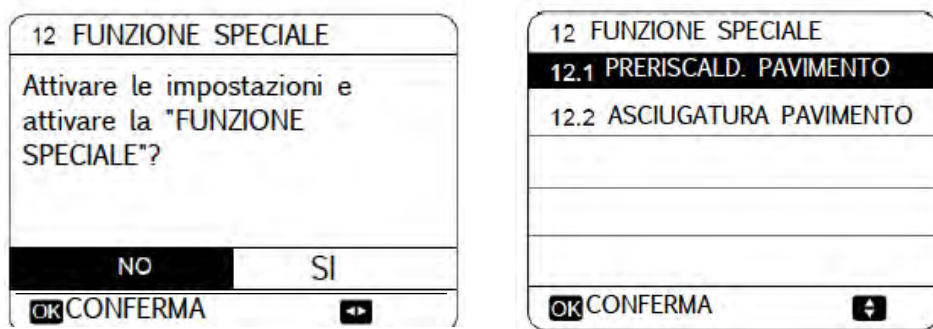 12 FUNZIONE SPECIALE
Attivare le impostazioni e
attivare la "FUNZIONE
SPECIALE"?
NO SI
OK CONFERMA
12 FUNZIONE SPECIALE
12.1 PRERISCALD. PAVIMENTO
12.2 ASCIUGATURA PAVIMENTO
OK CONFERMA